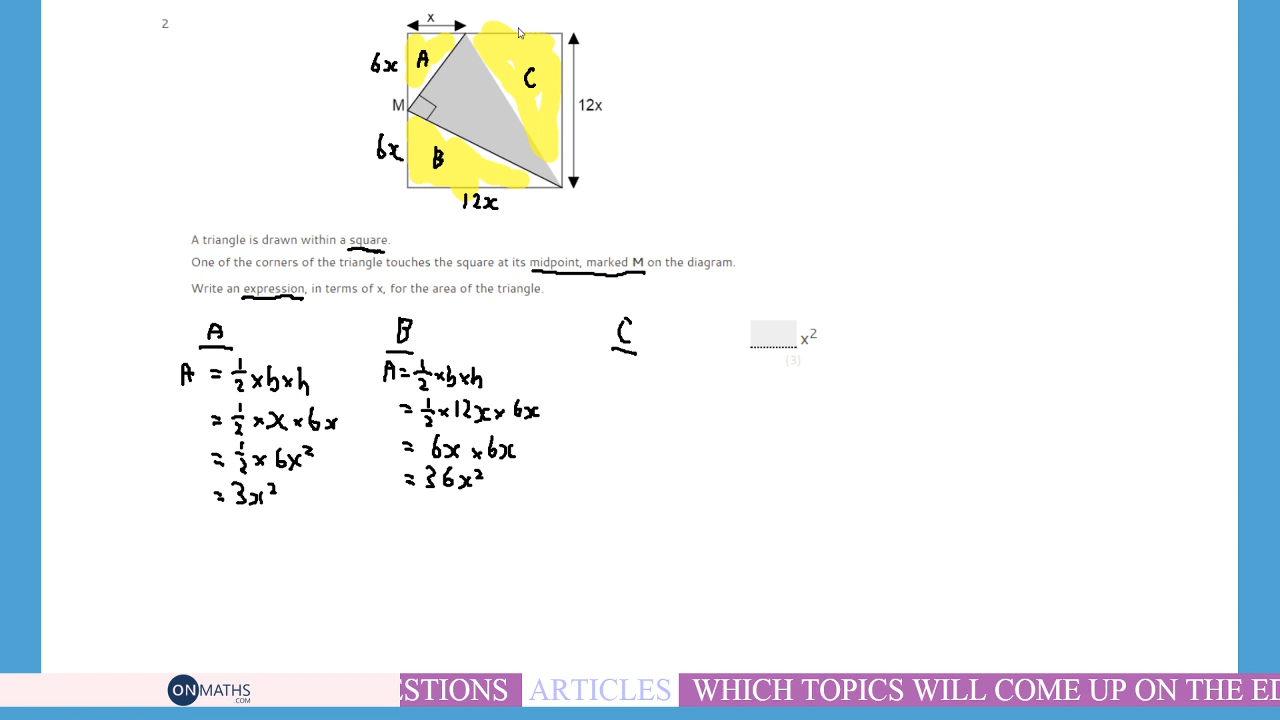 2
x
6x
A
C
M
12x
6x
B
12x
A triangle is drawn within a square.
One of the corners of the triangle touches the square at its midpoint, marked M on the diagram.
Write an expression, in terms of x, for the area of the triangle.
A
B
C
x²
(3)
A = 1/2 × b × h
= 1/2 × x × 6x
= 1/2 × 6x²
= 3x²
A = 1/2 × b × h
= 1/2 × 12x × 6x
= 6x × 6x
= 36x²
ONMATHS
.COM
ESTIONS ARTICLES WHICH TOPICS WILL COME UP ON THE ED